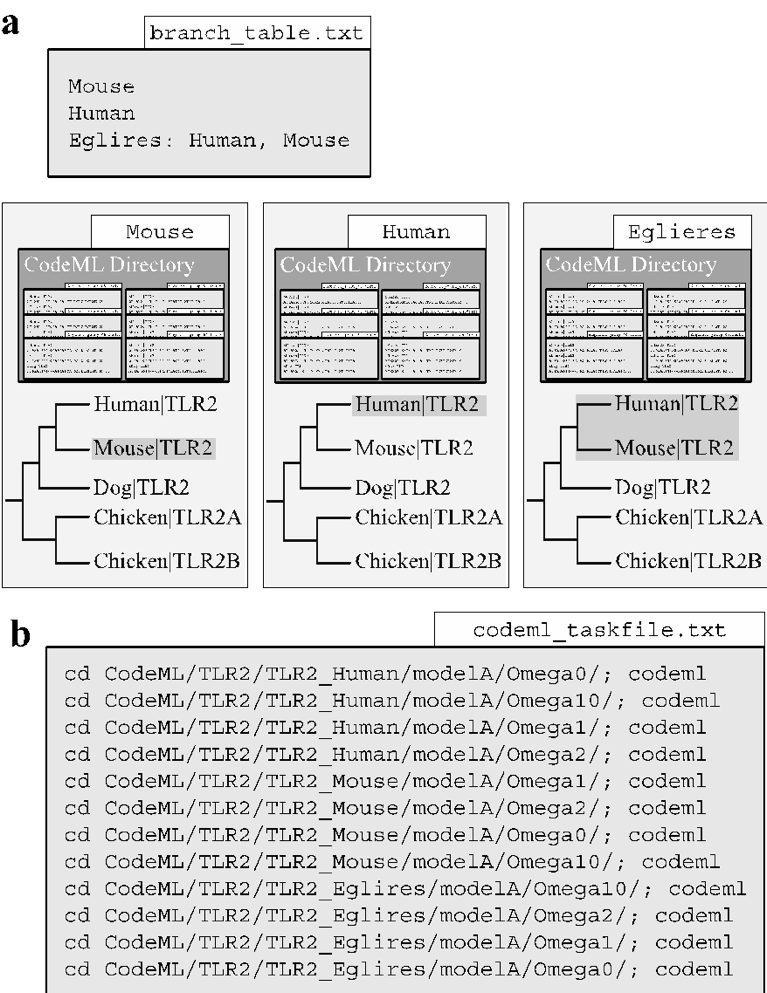 a
branch_table.txt
Mouse
Human
Eglires: Human, Mouse
Mouse
CodeML Directory
Human|TLR2
Mouse|TLR2
Dog|TLR2
Chicken|TLR2A
Chicken|TLR2B
Human
CodeML Directory
Human|TLR2
Mouse|TLR2
Dog|TLR2
Chicken|TLR2A
Chicken|TLR2B
Eglieres
CodeML Directory
Human|TLR2
Mouse|TLR2
Dog|TLR2
Chicken|TLR2A
Chicken|TLR2B
b
codeml_taskfile.txt
cd CodeML/TLR2/TLR2_Human/modelA/Omega0/; codeml
cd CodeML/TLR2/TLR2_Human/modelA/Omega10/; codeml
cd CodeML/TLR2/TLR2_Human/modelA/Omega1/; codeml
cd CodeML/TLR2/TLR2_Human/modelA/Omega2/; codeml
cd CodeML/TLR2/TLR2_Mouse/modelA/Omega1/; codeml
cd CodeML/TLR2/TLR2_Mouse/modelA/Omega2/; codeml
cd CodeML/TLR2/TLR2_Mouse/modelA/Omega0/; codeml
cd CodeML/TLR2/TLR2_Mouse/modelA/Omega10/; codeml
cd CodeML/TLR2/TLR2_Eglires/modelA/Omega10/; codeml
cd CodeML/TLR2/TLR2_Eglires/modelA/Omega2/; codeml
cd CodeML/TLR2/TLR2_Eglires/modelA/Omega1/; codeml
cd CodeML/TLR2/TLR2_Eglires/modelA/Omega0/; codeml